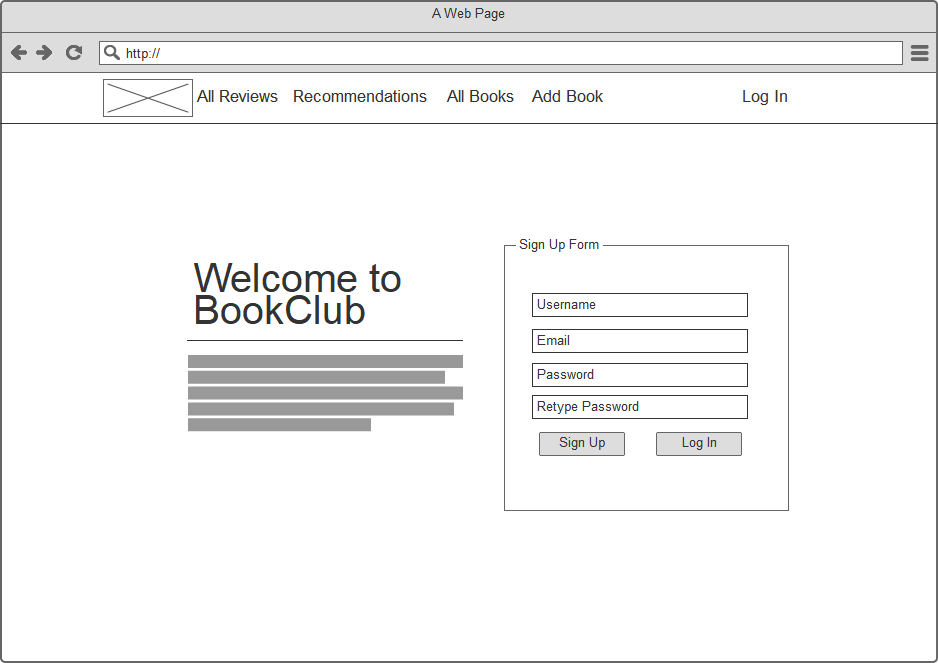 A Web Page
http://
All Reviews Recommendations All Books Add Book Log In
Welcome to
BookClub
Sign Up Form
Username
Email
Password
Retype Password
Sign Up Log In